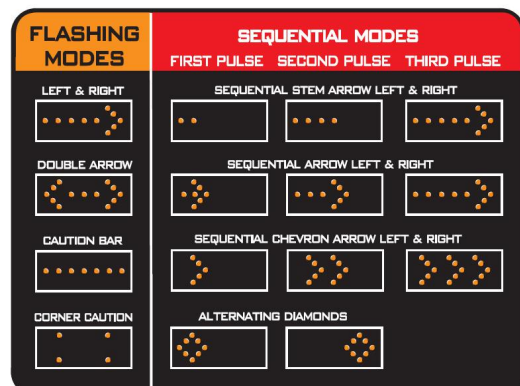 FLASHING
MODES
SEQUENTIAL MODES
FIRST PULSE SECOND PULSE THIRD PULSE
LEFT & RIGHT
SEQUENTIAL STEM ARROW LEFT & RIGHT
DOUBLE ARROW
SEQUENTIAL ARROW LEFT & RIGHT
CAUTION BAR
SEQUENTIAL CHEVRON ARROW LEFT & RIGHT
CORNER CAUTION
ALTERNATING DIAMONDS